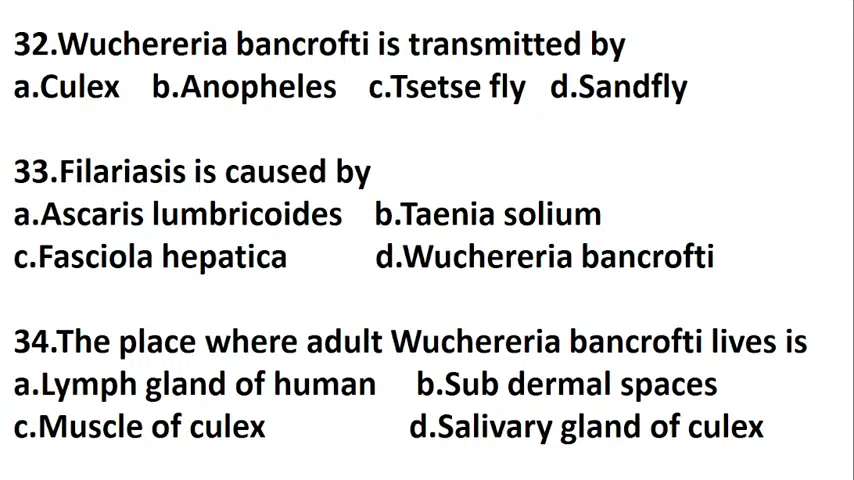 32.Wuchereria bancrofti is transmitted by
a.Culex b.Anopheles c.Tsetse fly d.Sandfly
33.Filariasis is caused by
a.Ascaris lumbricoides b.Taenia solium
c.Fasciola hepatica d.Wuchereria bancrofti
34.The place where adult Wuchereria bancrofti lives is
a.Lymph gland of human b.Sub dermal spaces
c.Muscle of culex d.Salivary gland of culex